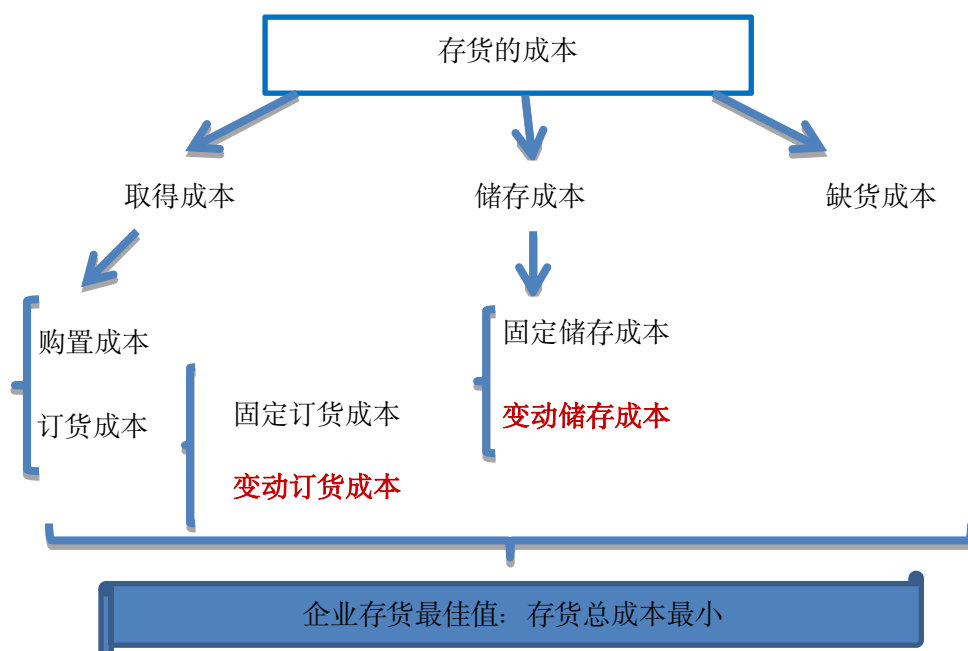 存货的成本
取得成本
储存成本
缺货成本
购置成本
订货成本
固定订货成本
变动订货成本
固定储存成本
变动储存成本
企业存货最佳值：存货总成本最小